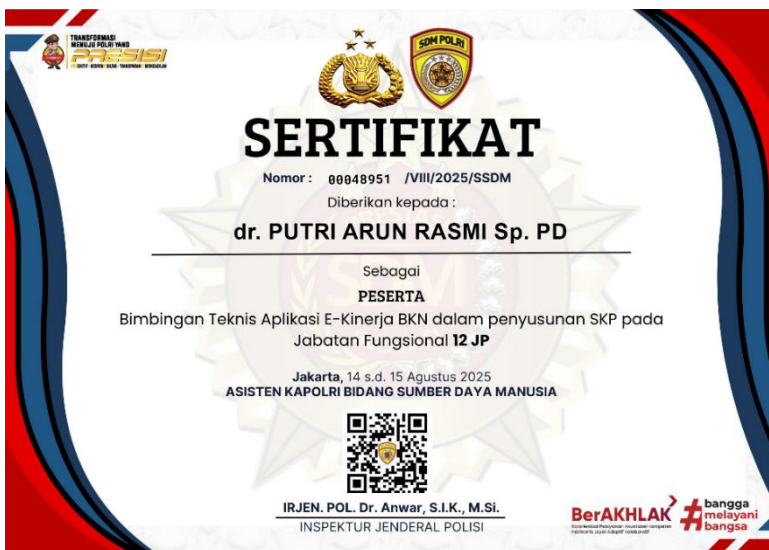 TRANSFORMASI
MENUJU POLRI YANG
PRESISI
SDM POLRI
SERTIFIKAT
Nomor : 00048951 /VIII/2025/SSDM
Diberikan kepada :
dr. PUTRI ARUN RASMI Sp. PD
Sebagai
PESERTA
Bimbingan Teknis Aplikasi E-Kinerja BKN dalam penyusunan SKP pada
Jabatan Fungsional 12 JP
Jakarta, 14 s.d. 15 Agustus 2025
ASISTEN KAPOLRI BIDANG SUMBER DAYA MANUSIA
IRJEN. POL. Dr. Anwar, S.I.K., M.Si.
INSPEKTUR JENDERAL POLISI
BerAKHLAK
# bangga
melayani
bangsa